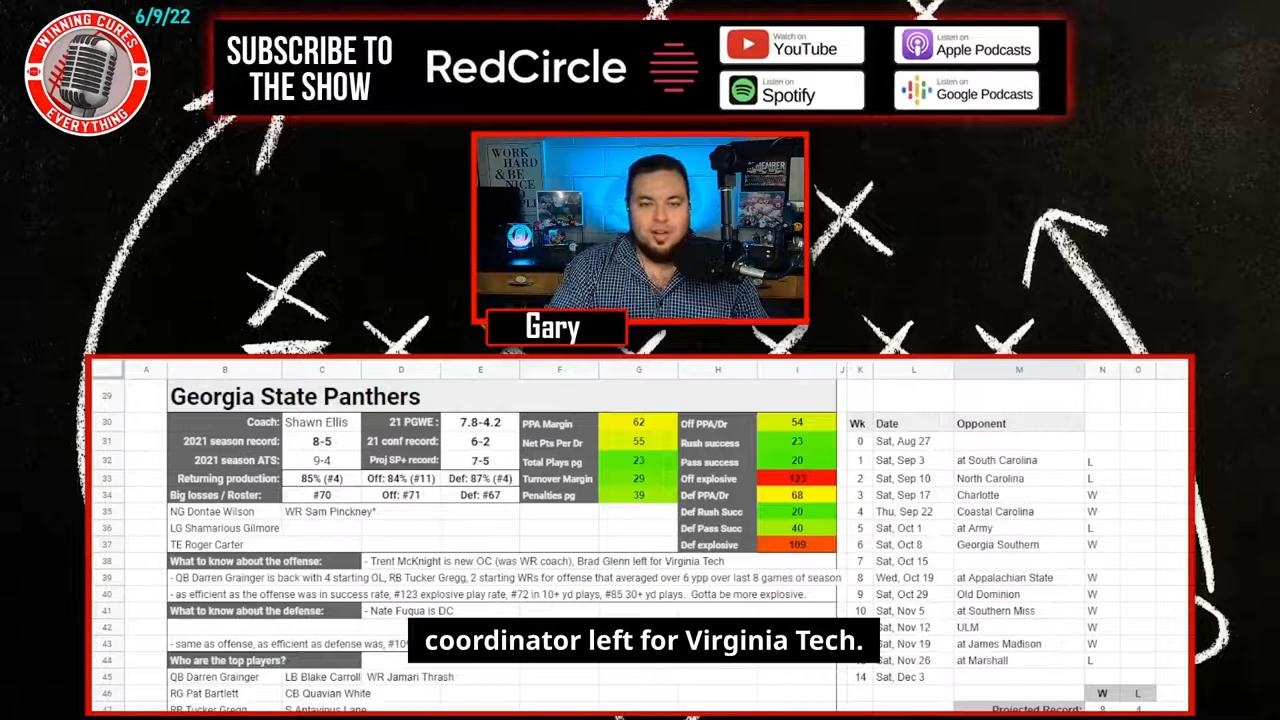 6/9/22
WINNING CURES
EVERYTHING
SUBSCRIBE TO
THE SHOW
RedCircle
Watch on
YouTube
Listen on
Spotify
Listen on
Apple Podcasts
Listen on
Google Podcasts
WORK
HARD
& BE
NICE
Gary
A B C D E F G H I J K L M N O
29 Georgia State Panthers
30 Coach: Shawn Ellis 21 PGWE: 7.8-4.2 PPA Margin 62 Off PPA/Dr 54 Wk Date Opponent
31 2021 season record: 8-5 21 conf record: 6-2 Net Pts Per Dr 55 Rush success 23 0 Sat, Aug 27
32 2021 season ATS: 9-4 Proj SP+ record: 7-5 Total Plays pg 23 Pass success 20 1 Sat, Sep 3 at South Carolina L
33 Returning production: 85% (#4) Off: 84% (#11) Def: 87% (#4) Turnover Margin 29 Off explosive 123 2 Sat, Sep 10 North Carolina L
34 Big losses / Roster: #70 Off: #71 Def: #67 Penalties pg 39 Def PPA/Dr 68 3 Sat, Sep 17 Charlotte W
35 NG Dontae Wilson WR Sam Pinckney* Def Rush Succ 20 4 Thu, Sep 22 Coastal Carolina W
36 LG Shamarious Gilmore Def Pass Succ 40 5 Sat, Oct 1 at Army L
37 TE Roger Carter Def explosive 109 6 Sat, Oct 8 Georgia Southern W
38 What to know about the offense: - Trent McKnight is new OC (was WR coach), Brad Glenn left for Virginia Tech 7 Sat, Oct 15
39 - QB Darren Grainger is back with 4 starting OL, RB Tucker Gregg, 2 starting WRs for offense that averaged over 6 ypp over last 8 games of season 8 Wed, Oct 19 at Appalachian State W
40 - as efficient as the offense was in success rate, #123 explosive play rate, #72 in 10+ yd plays, #85 30+ yd plays. Gotta be more explosive. 9 Sat, Oct 29 Old Dominion W
41 What to know about the defense: - Nate Fuqua is DC 10 Sat, Nov 5 at Southern Miss W
42 Sat, Nov 12 ULM W
43 - same as offense, as efficient as defense was, Sat, Nov 19 at James Madison W
44 Who are the top players? Sat, Nov 26 at Marshall L
45 QB Darren Grainger LB Blake Carroll WR Jamari Thrash 14 Sat, Dec 3
46 RG Pat Bartlett CB Quavian White W L
47 RB Tucker Gregg S Antavious Lane Projected Record: 8 4
coordinator left for Virginia Tech.